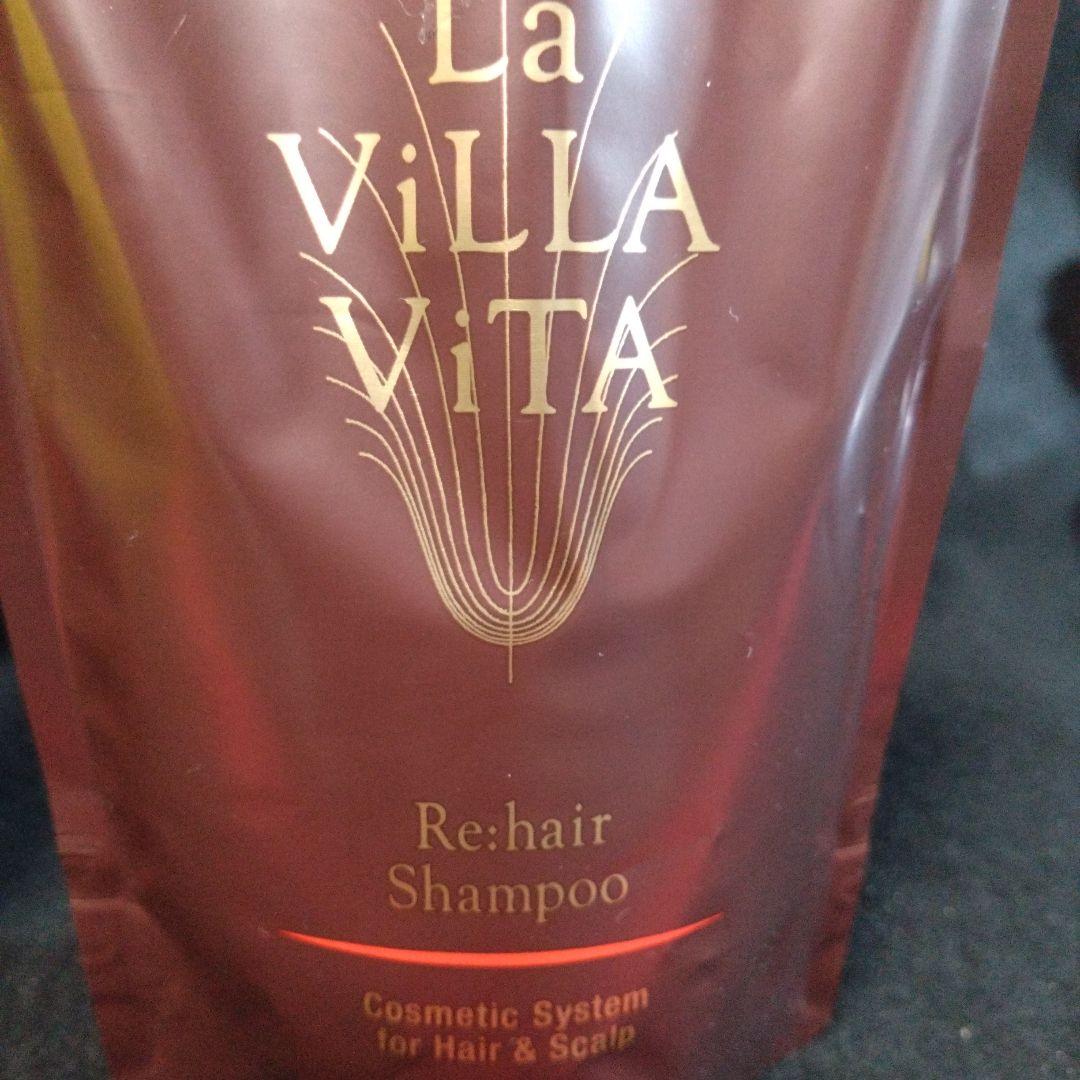 La
ViLLA
ViTA
Re:hair
Shampoo
Cosmetic System
for Hair & Scalp